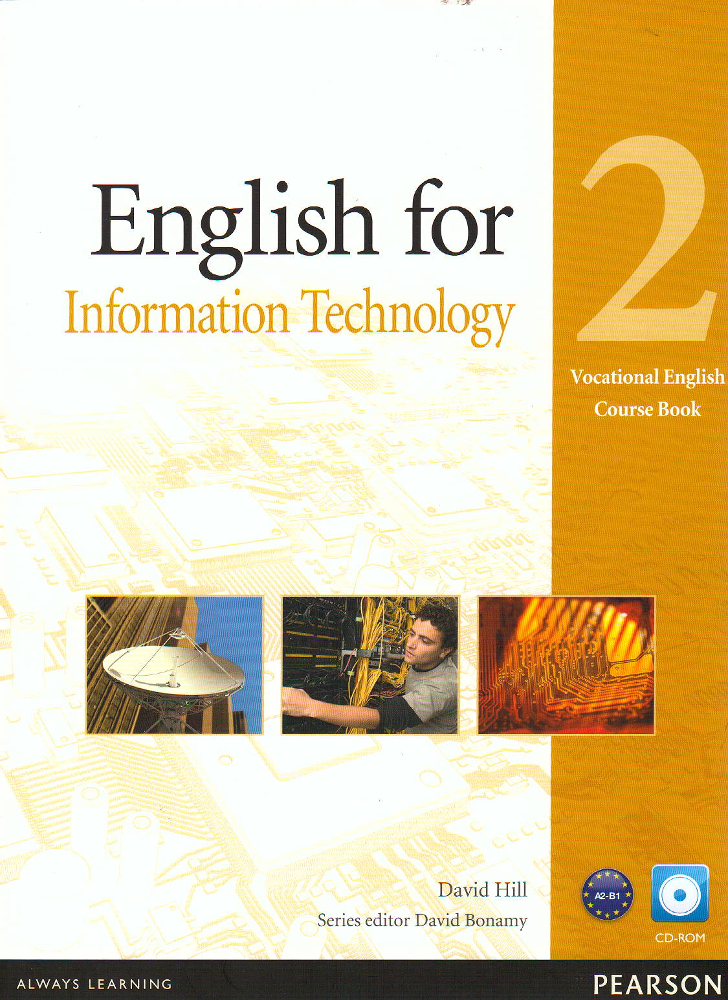 2
English for
Information Technology
Vocational English
Course Book
David Hill
Series editor David Bonamy
A2-B1
CD-ROM
ALWAYS LEARNING
PEARSON